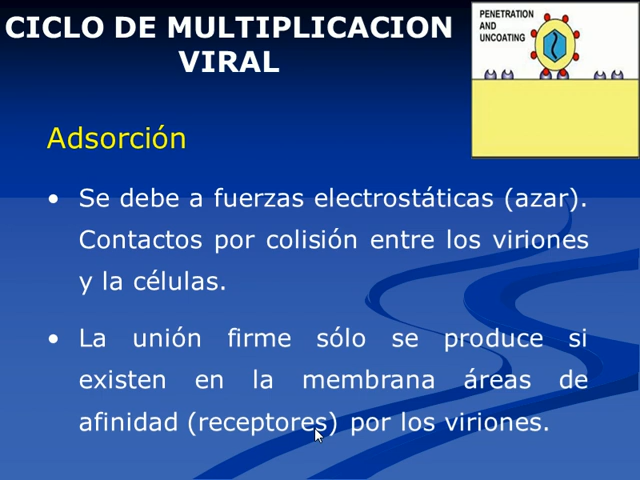 CICLO DE MULTIPLICACION
VIRAL
PENETRATION
AND
UNCOATING
Adsorción
• Se debe a fuerzas electrostáticas (azar).
Contactos por colisión entre los viriones
y la células.
• La unión firme sólo se produce si
existen en la membrana áreas de
afinidad (receptores) por los viriones.